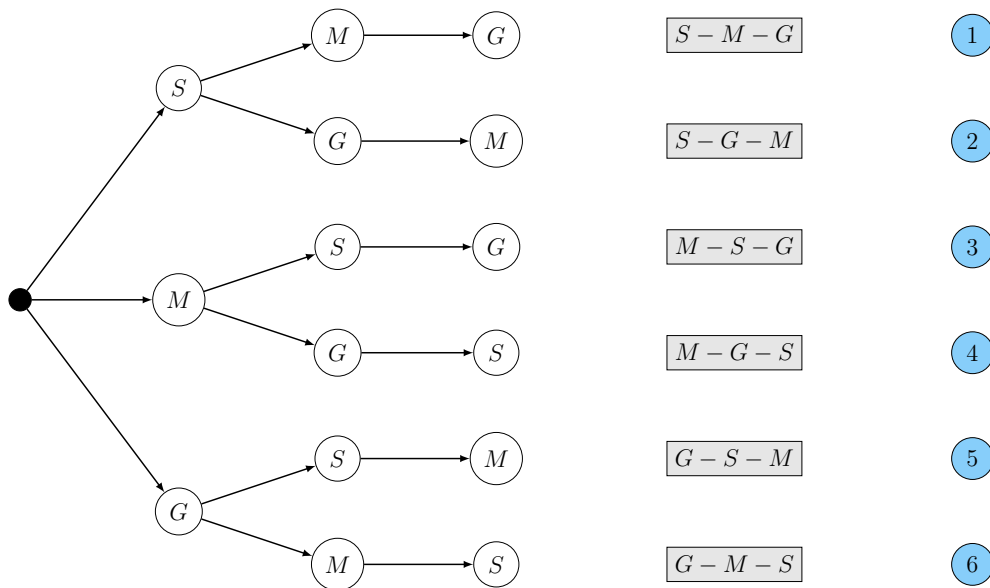 M G S − M − G 1
S
G M S − G − M 2
S G M − S − G 3
M
G S M − G − S 4
S M G − S − M 5
G
M S G − M − S 6